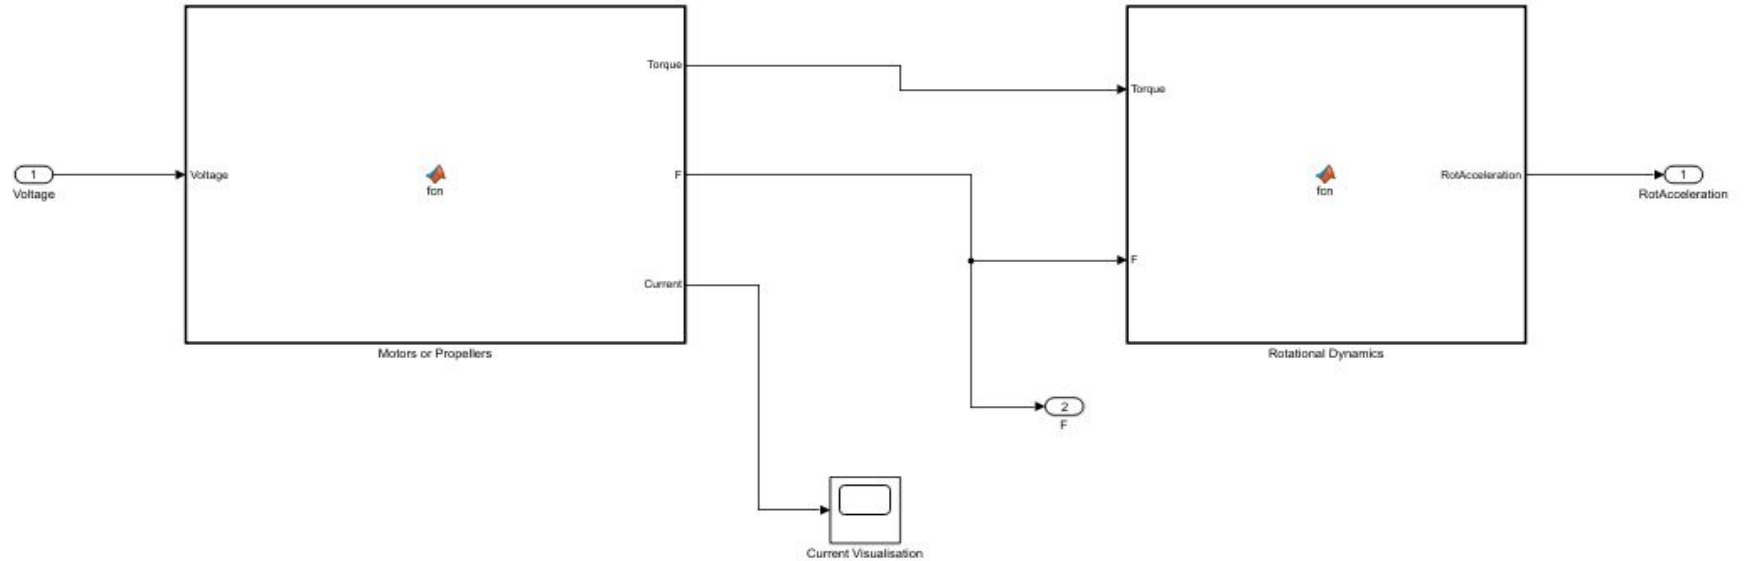 Torque
Torque
1
Voltage
Voltage
fcn
F
fcn
RotAcceleration
1
RotAcceleration
F
Current
Motors or Propellers
Rotational Dynamics
2
F
Current Visualisation